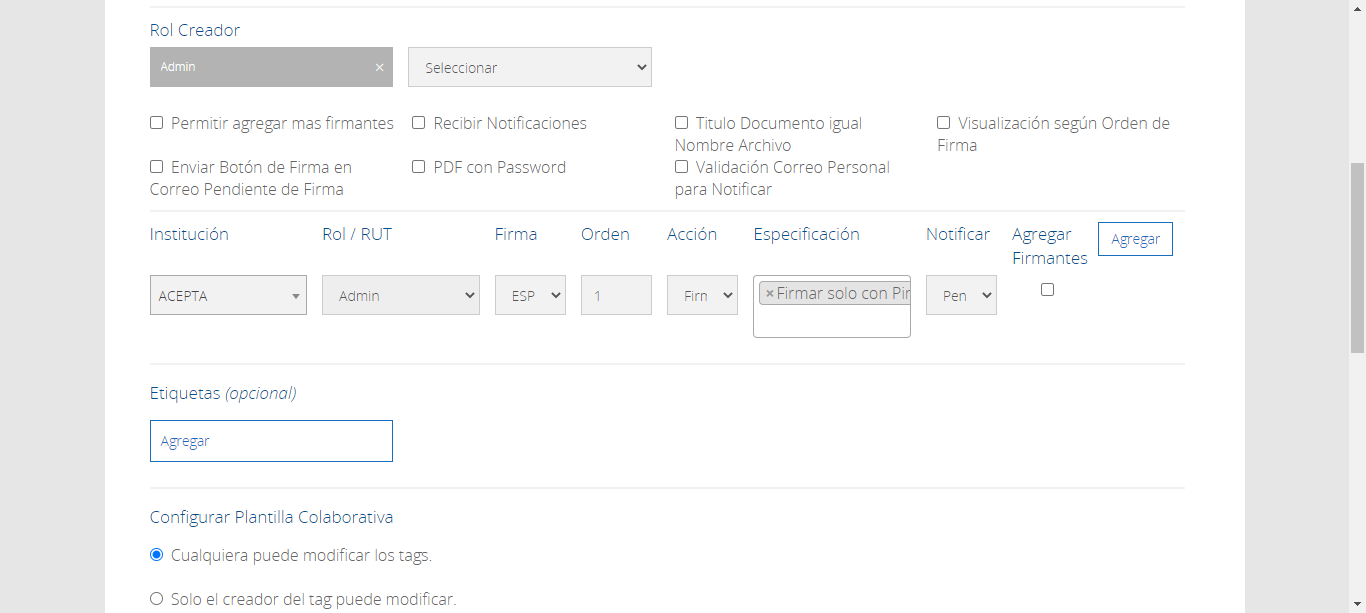 Rol Creador
Admin × Seleccionar
Permitir agregar mas firmantes Recibir Notificaciones Titulo Documento igual Nombre Archivo Visualización según Orden de Firma
Enviar Botón de Firma en Correo Pendiente de Firma PDF con Password Validación Correo Personal para Notificar
Institución Rol / RUT Firma Orden Acción Especificación Notificar Agregar Firmantes Agregar
ACEPTA Admin ESP 1 Firn × Firmar solo con Pir Pen
Etiquetas (opcional)
Agregar
Configurar Plantilla Colaborativa
Cualquiera puede modificar los tags.
Solo el creador del tag puede modificar.